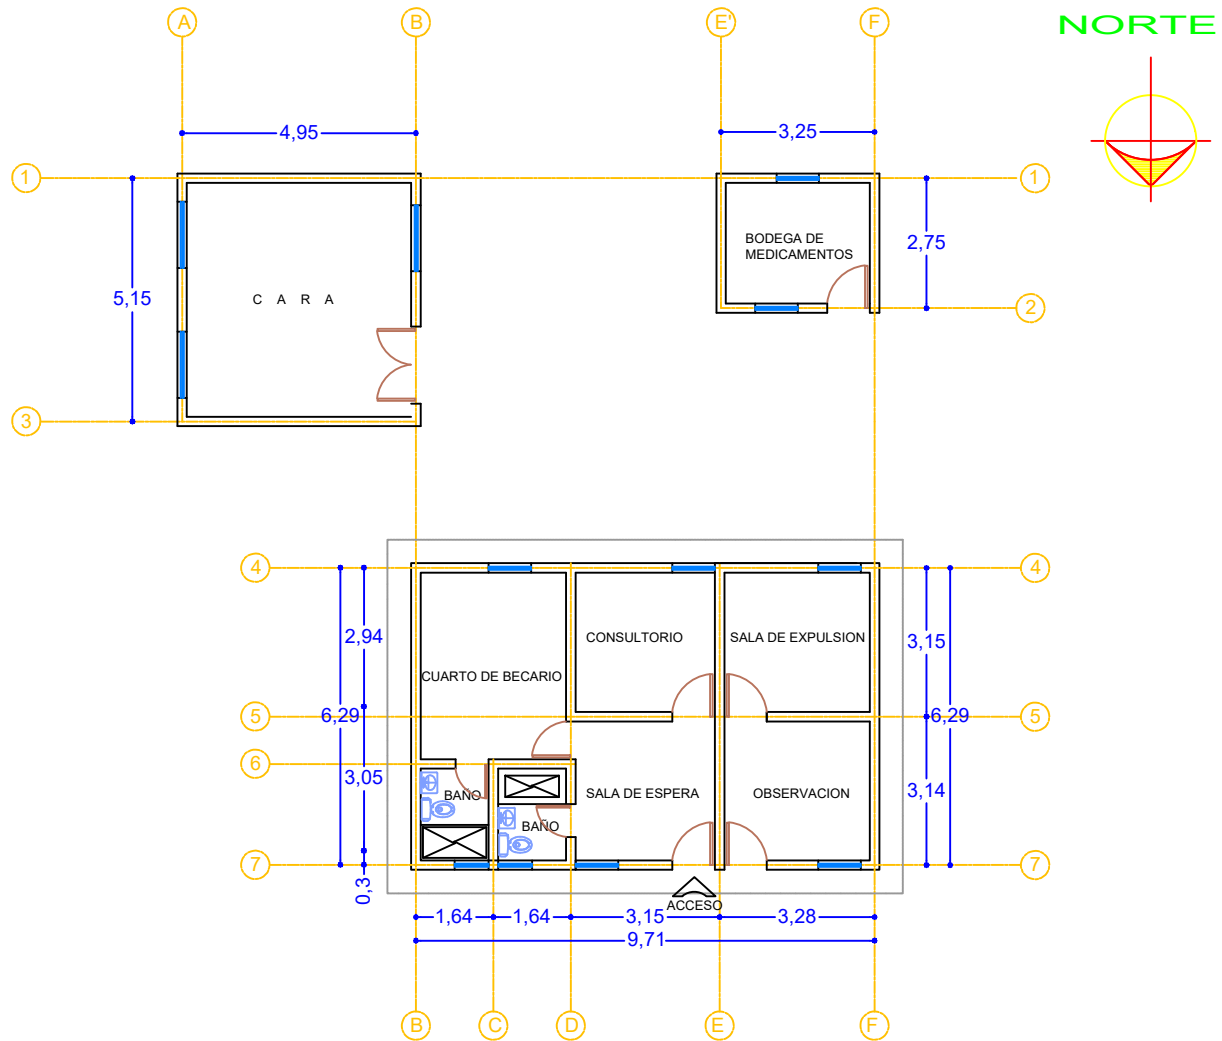 A B E' F NORTE
4,95 3,25
1 1
BODEGA DE
MEDICAMENTOS
2,75
5,15
C A R A
2
3
4 4
2,94 CONSULTORIO SALA DE EXPULSION 3,15
CUARTO DE BECARIO
5 6,29 6,29 5
6
3,05 BAÑO SALA DE ESPERA OBSERVACION 3,14
BAÑO
7 7
0,3
ACCESO
1,64 1,64 3,15 3,28
9,71
B C D E F